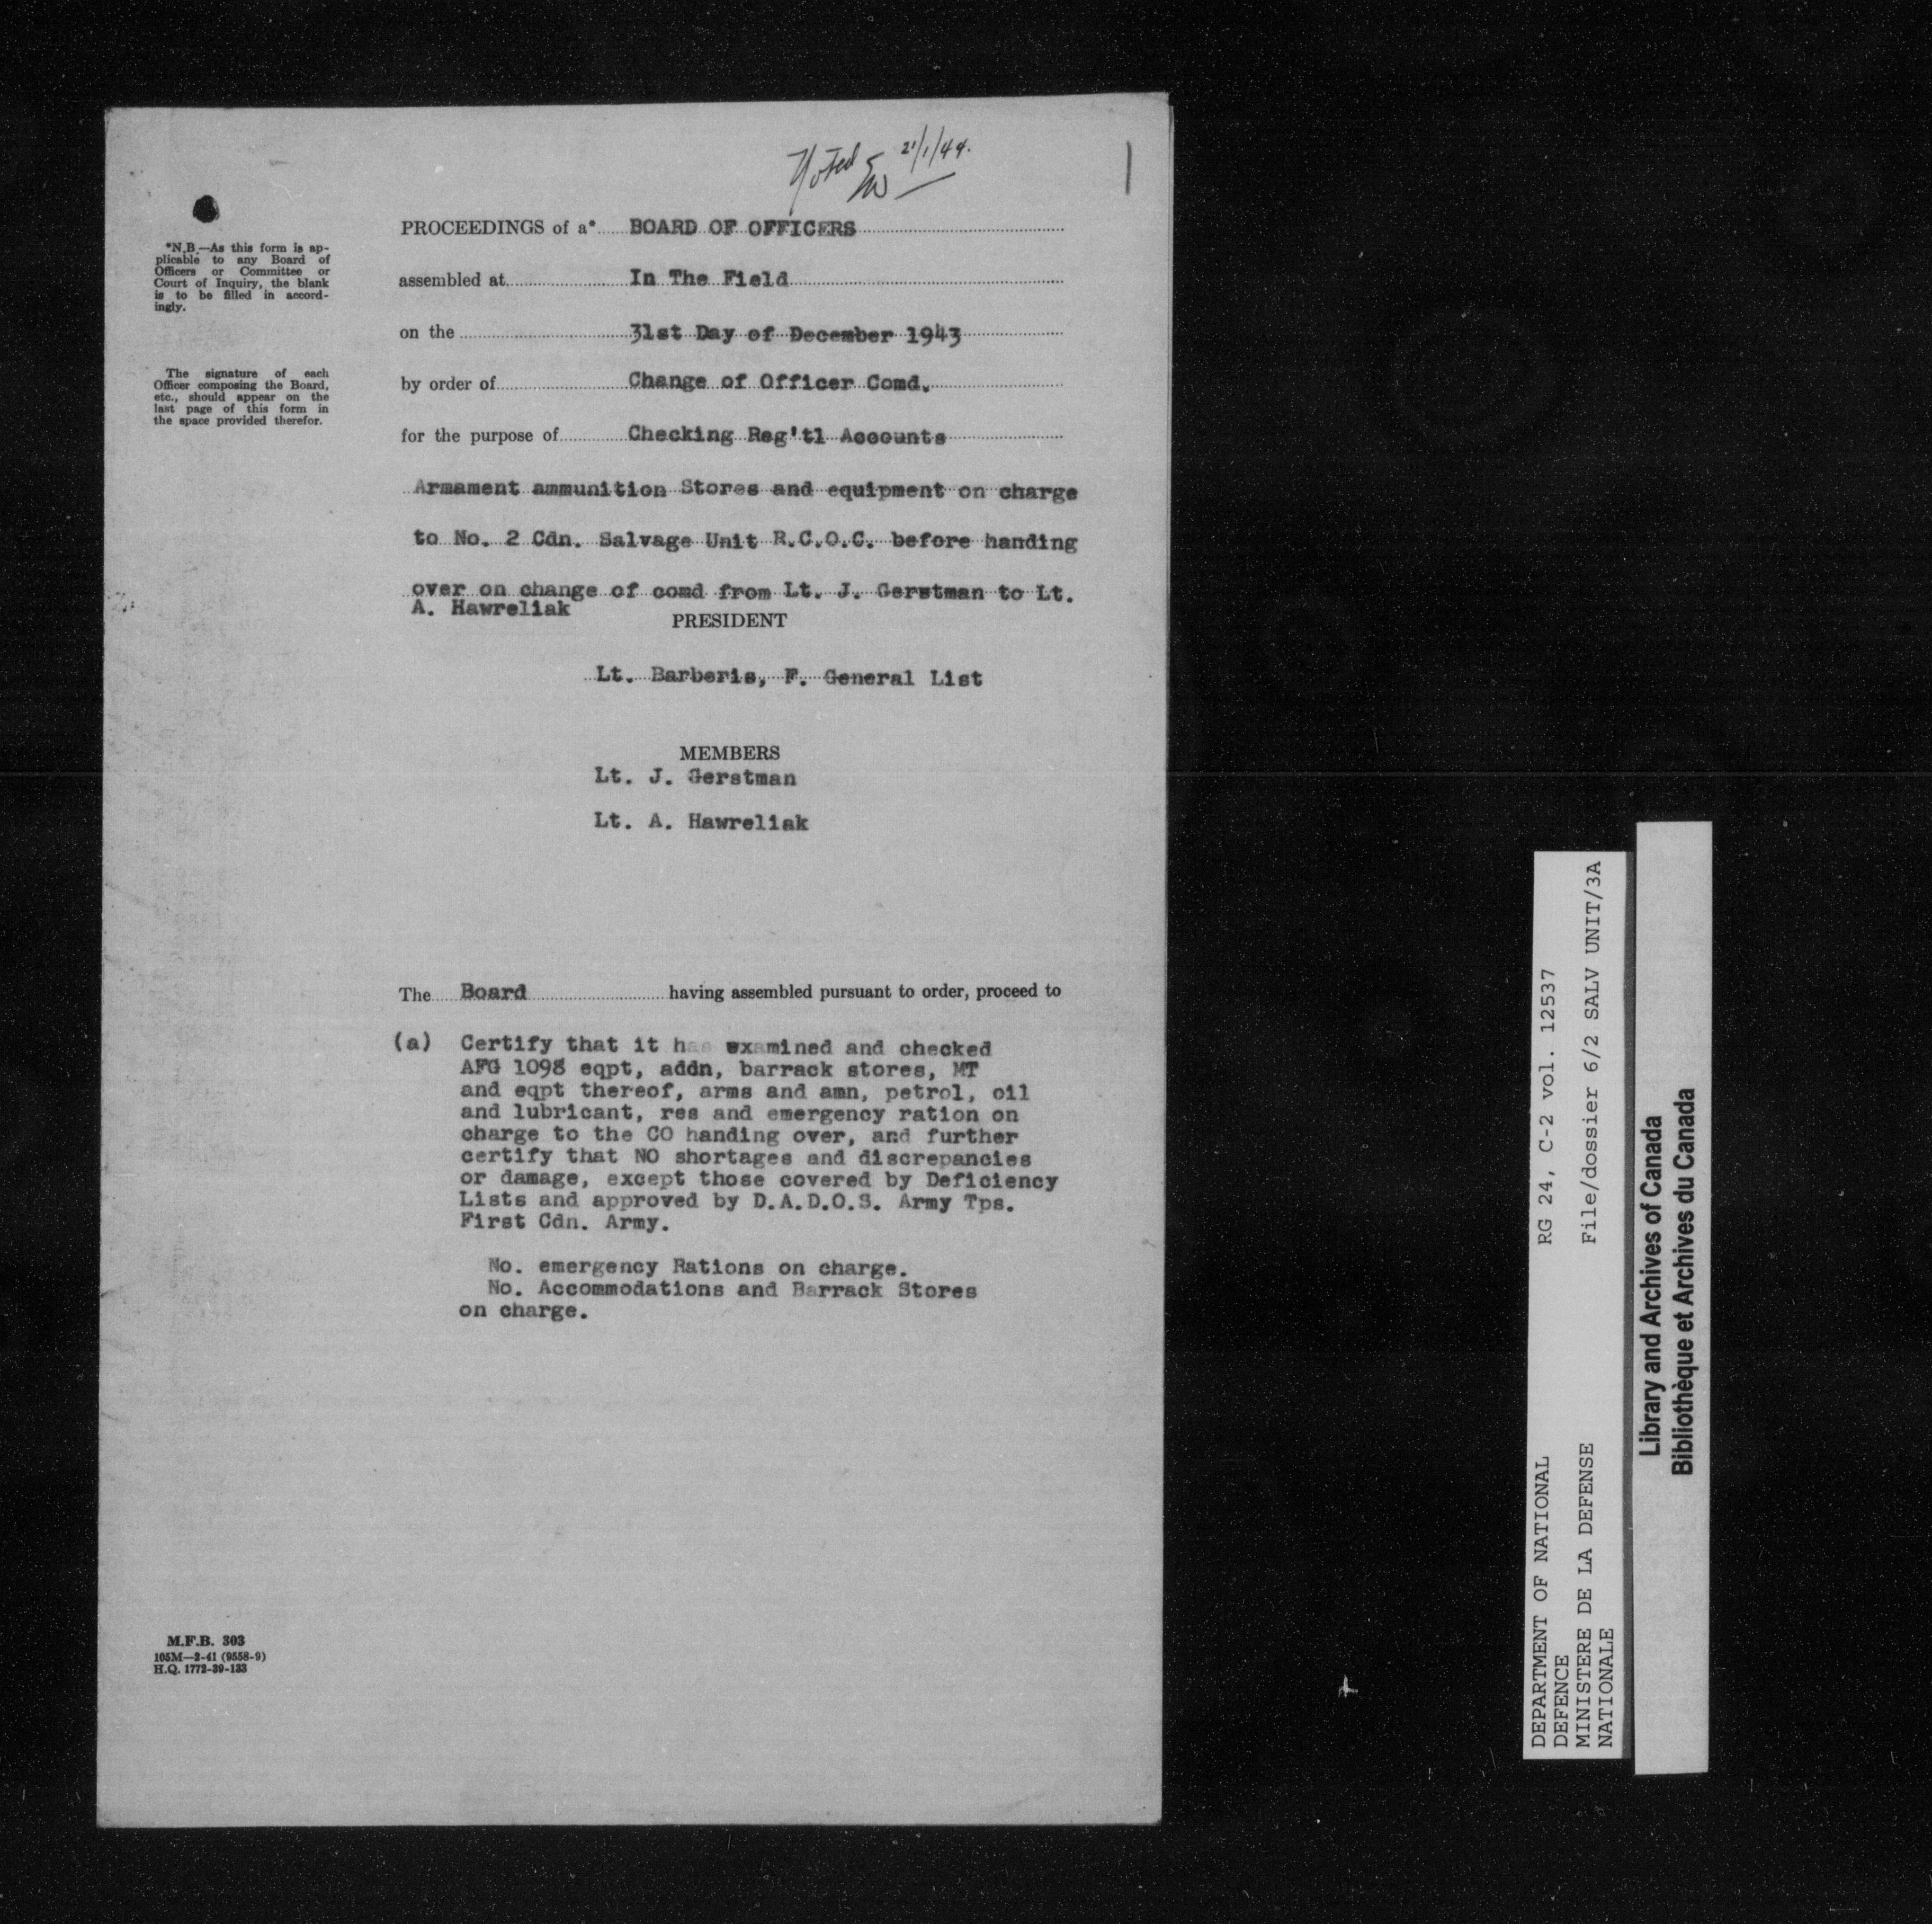 Noted 21/1/44.
PROCEEDINGS of a* BOARD OF OFFICERS
*N.B.—As this form is ap-
plicable to any Board of
Officers or Committee or
Court of Inquiry, the blank
is to be filled in accord-
ingly.
assembled at In The Field
on the 31st Day of December 1943
The signature of each
Officer composing the Board,
etc., should appear on the
last page of this form in
the space provided therefor.
by order of Change of Officer Comd.
for the purpose of Checking Reg'tl Accounts
Armament ammunition Stores and equipment on charge
to No. 2 Cdn. Salvage Unit R.C.O.C. before handing
over on change of comd from Lt. J. Gerstman to Lt.
A. Hawreliak
PRESIDENT
Lt. Barberis, F. General List
MEMBERS
Lt. J. Gerstman
Lt. A. Hawreliak
The Board having assembled pursuant to order, proceed to
(a) Certify that it has examined and checked
AFG 1098 eqpt, addn, barrack stores, MT
and eqpt thereof, arms and amn, petrol, oil
and lubricant, res and emergency ration on
charge to the CO handing over, and further
certify that NO shortages and discrepancies
or damage, except those covered by Deficiency
Lists and approved by D.A.D.O.S. Army Tps.
First Cdn. Army.
No. emergency Rations on charge.
No. Accommodations and Barrack Stores
on charge.
M.F.B. 303
105M—2-41 (9558-9)
H.Q. 1772-39-133
DEPARTMENT OF NATIONAL
DEFENCE
MINISTERE DE LA DEFENSE
NATIONALE
RG 24, C-2 vol. 12537
File/dossier 6/2 SALV UNIT/3A
Library and Archives of Canada
Bibliothèque et Archives du Canada